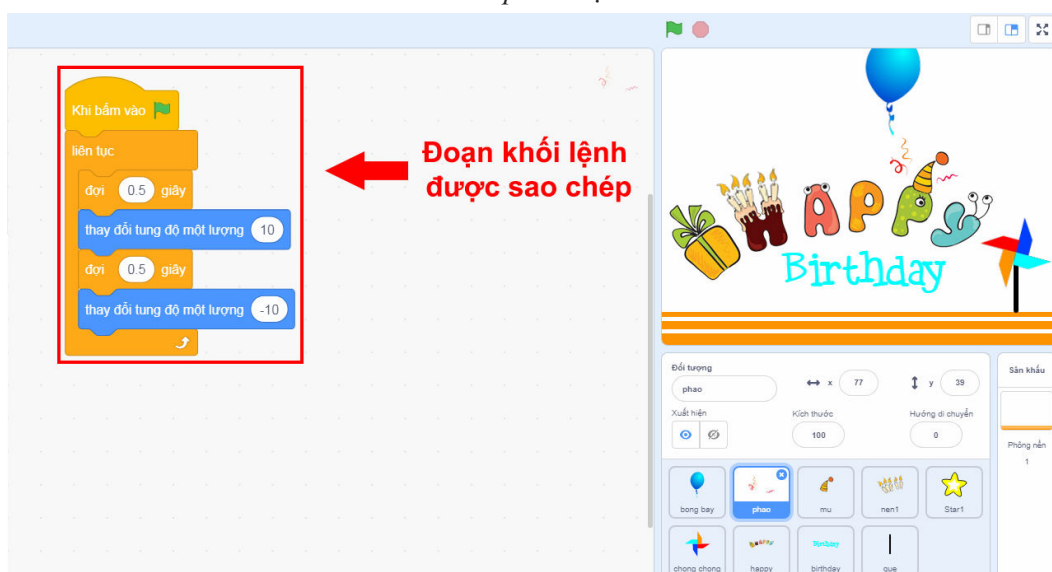 Khi bấm vào
liên tục
đợi 0.5 giây
thay đổi tung độ một lượng 10
đợi 0.5 giây
thay đổi tung độ một lượng -10
Đoạn khối lệnh
được sao chép
HAPPY
Birthday
Đối tượng
phao
x 77
y 39
Xuất hiện
Kích thước
100
Hướng di chuyển
0
bong bay
phao
mu
nen1
Star1
chong chong
happy
birthday
que
Sân khấu
Phông nền
1